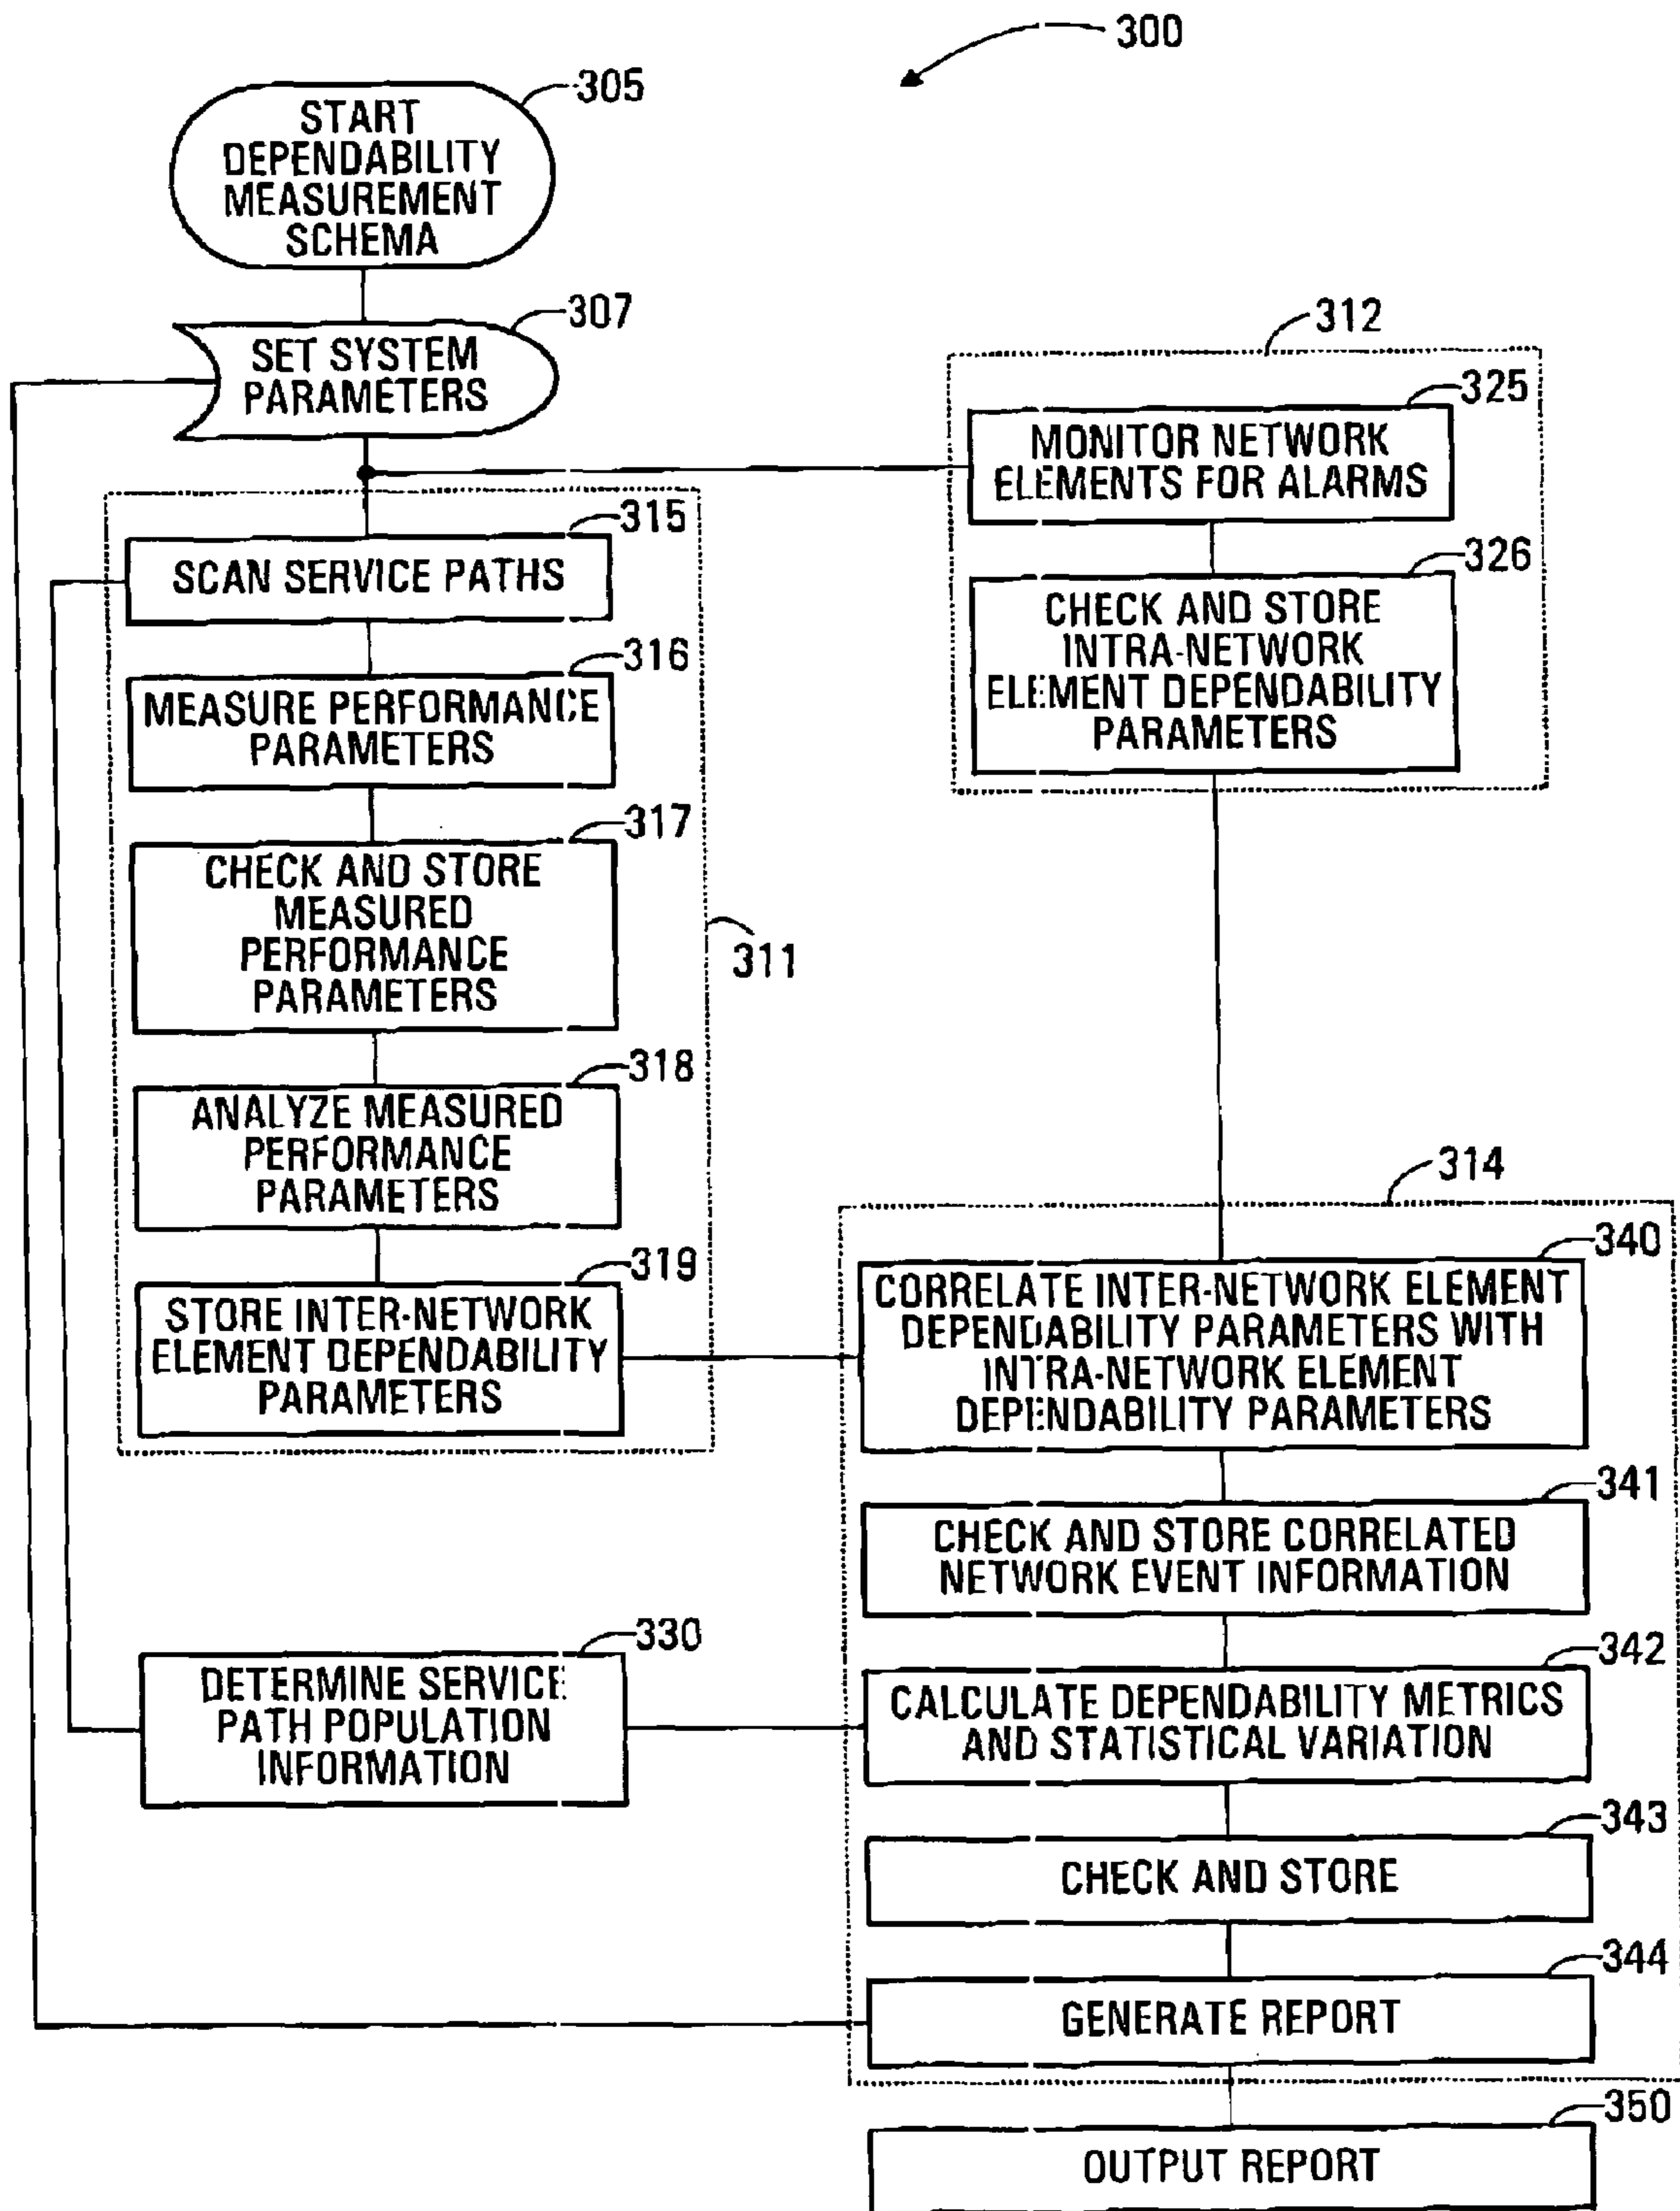 300
305
START
DEPENDABILITY
MEASUREMENT
SCHEMA
307
SET SYSTEM
PARAMETERS
312
325
MONITOR NETWORK
ELEMENTS FOR ALARMS
326
CHECK AND STORE
INTRA-NETWORK
ELEMENT DEPENDABILITY
PARAMETERS
315
SCAN SERVICE PATHS
316
MEASURE PERFORMANCE
PARAMETERS
317
CHECK AND STORE
MEASURED
PERFORMANCE
PARAMETERS
311
318
ANALYZE MEASURED
PERFORMANCE
PARAMETERS
319
STORE INTER-NETWORK
ELEMENT DEPENDABILITY
PARAMETERS
314
340
CORRELATE INTER-NETWORK ELEMENT
DEPENDABILITY PARAMETERS WITH
INTRA-NETWORK ELEMENT
DEPENDABILITY PARAMETERS
341
CHECK AND STORE CORRELATED
NETWORK EVENT INFORMATION
330
DETERMINE SERVICE
PATH POPULATION
INFORMATION
342
CALCULATE DEPENDABILITY METRICS
AND STATISTICAL VARIATION
343
CHECK AND STORE
344
GENERATE REPORT
350
OUTPUT REPORT